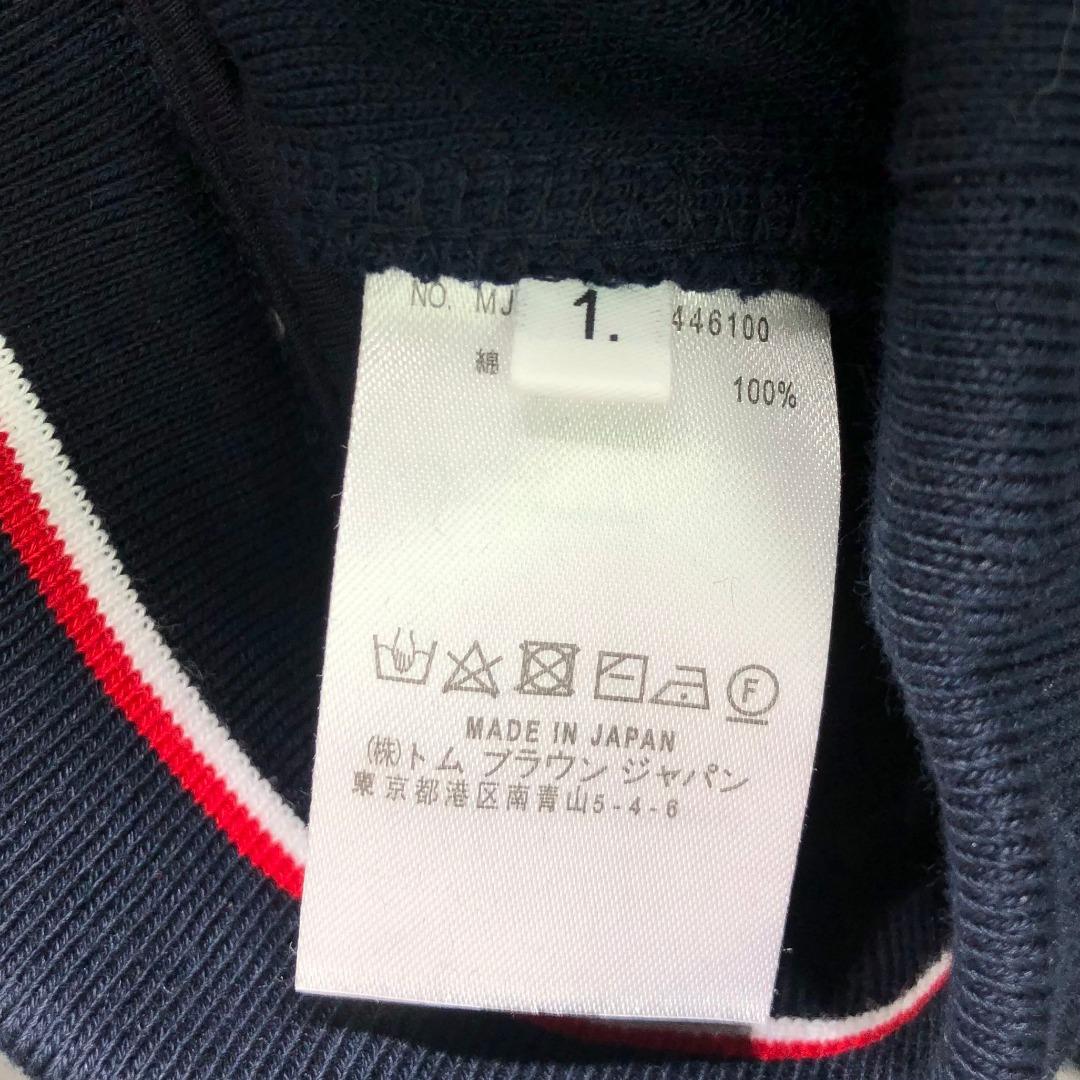 NO. MJ 1. 446100
綿 100%
F
MADE IN JAPAN
(株)トム ブラウン ジャパン
東京都港区南青山5-4-6